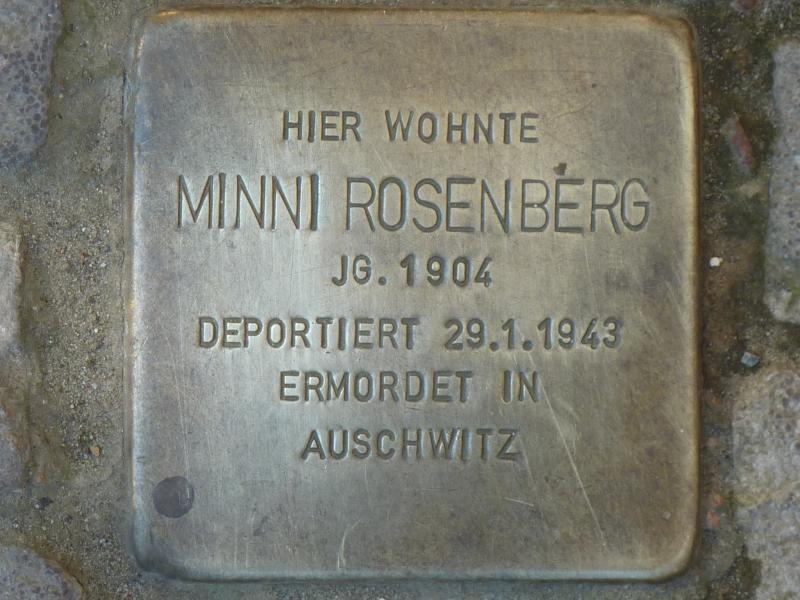 HIER WOHNTE
MINNI ROSENBERG
JG. 1904
DEPORTIERT 29.1.1943
ERMORDET IN
AUSCHWITZ